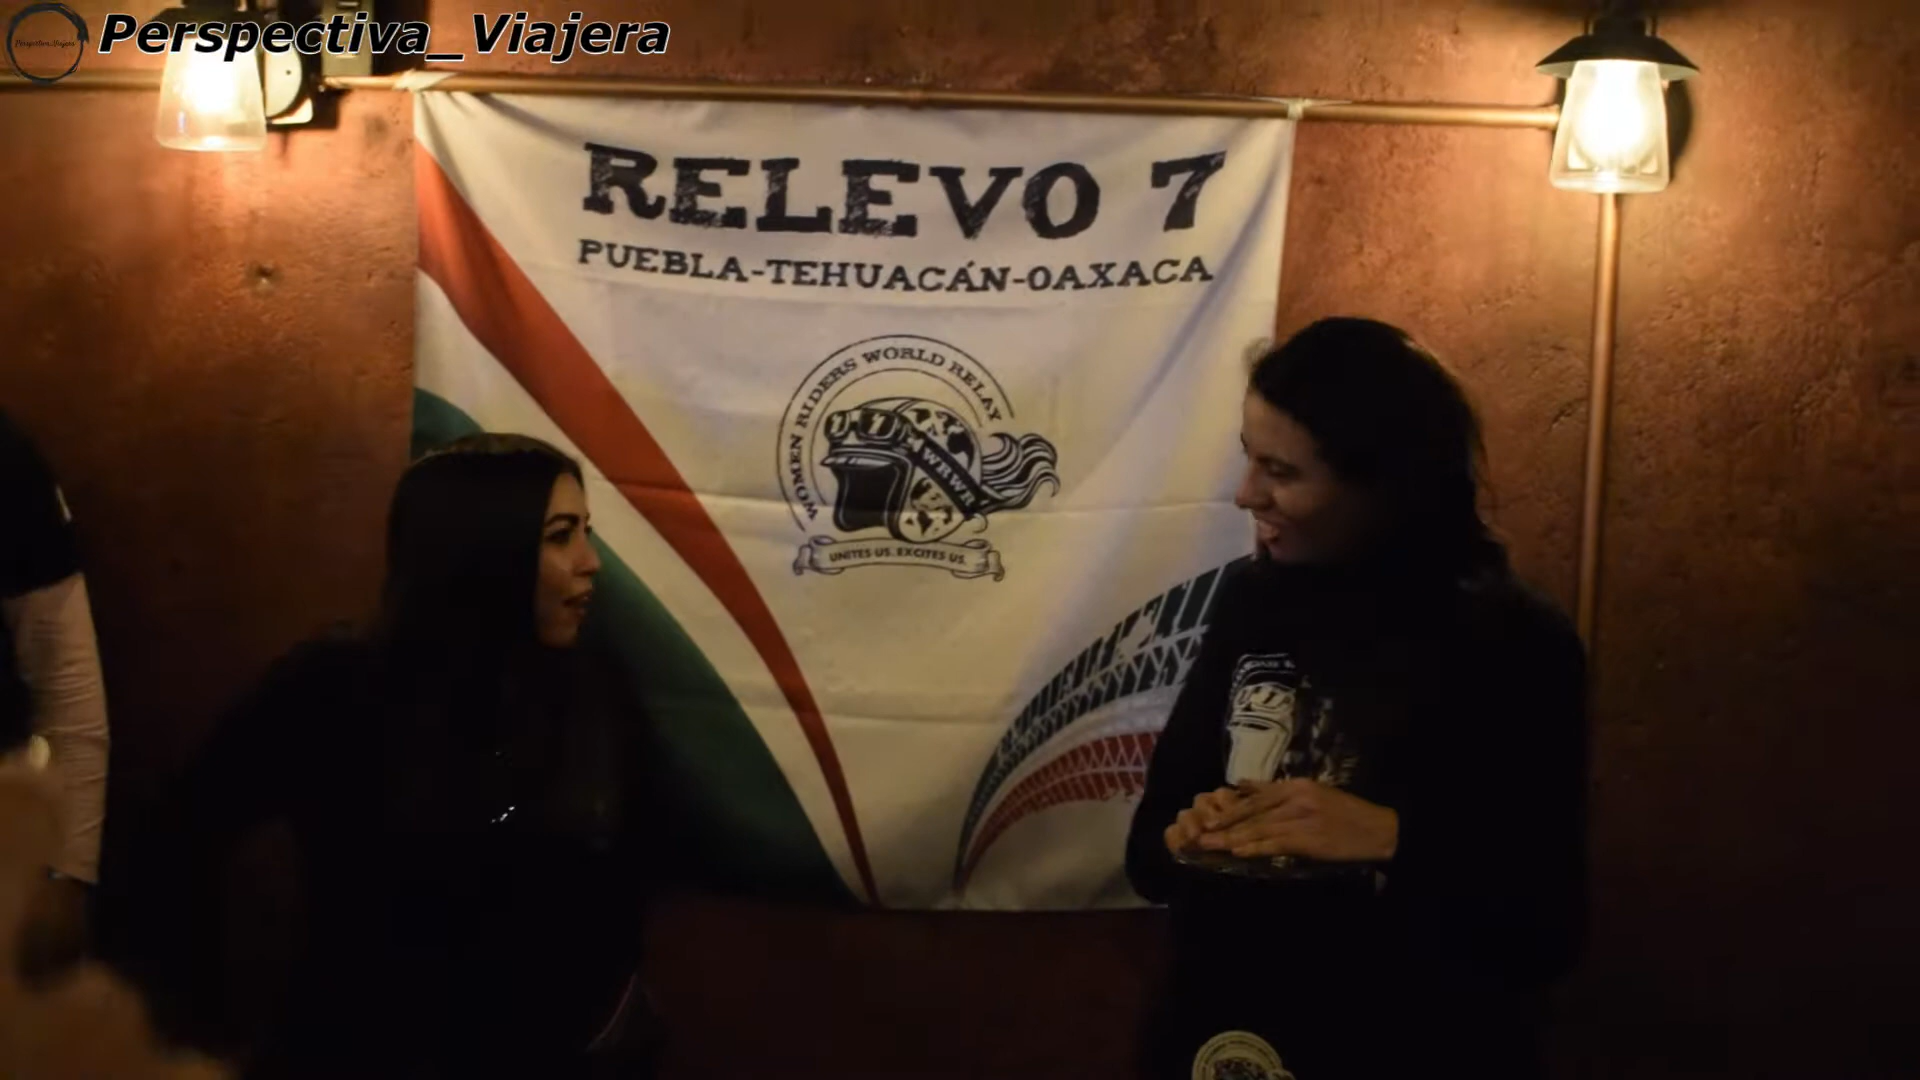 Perspectiva_Viajera
RELEVO 7
PUEBLA-TEHUACÁN-OAXACA
WOMEN RIDERS WORLD RELAY
WRWR
UNITES US. EXCITES US.